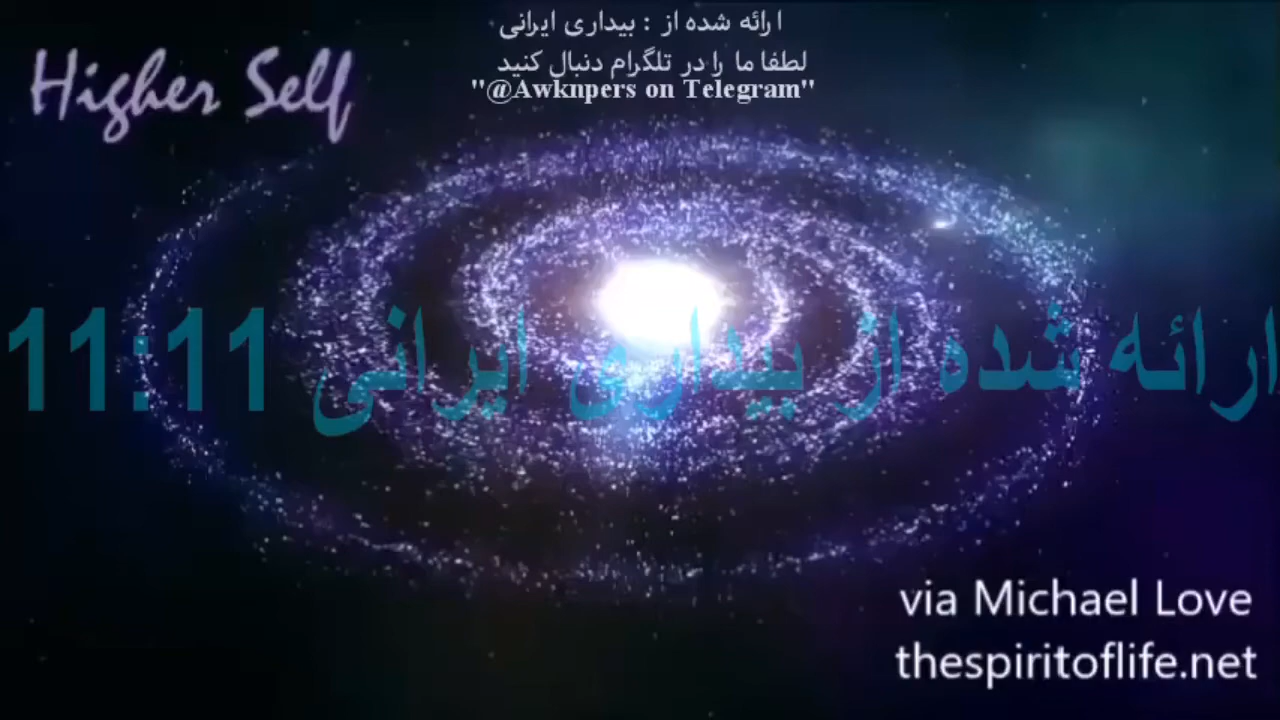 Higher Self
ارائه شده از : بیداری ایرانی
لطفا ما را در تلگرام دنبال کنید
"@Awknpers on Telegram"
ارائه شده از بیداری ایرانی 11:11
via Michael Love
thespiritoflife.net